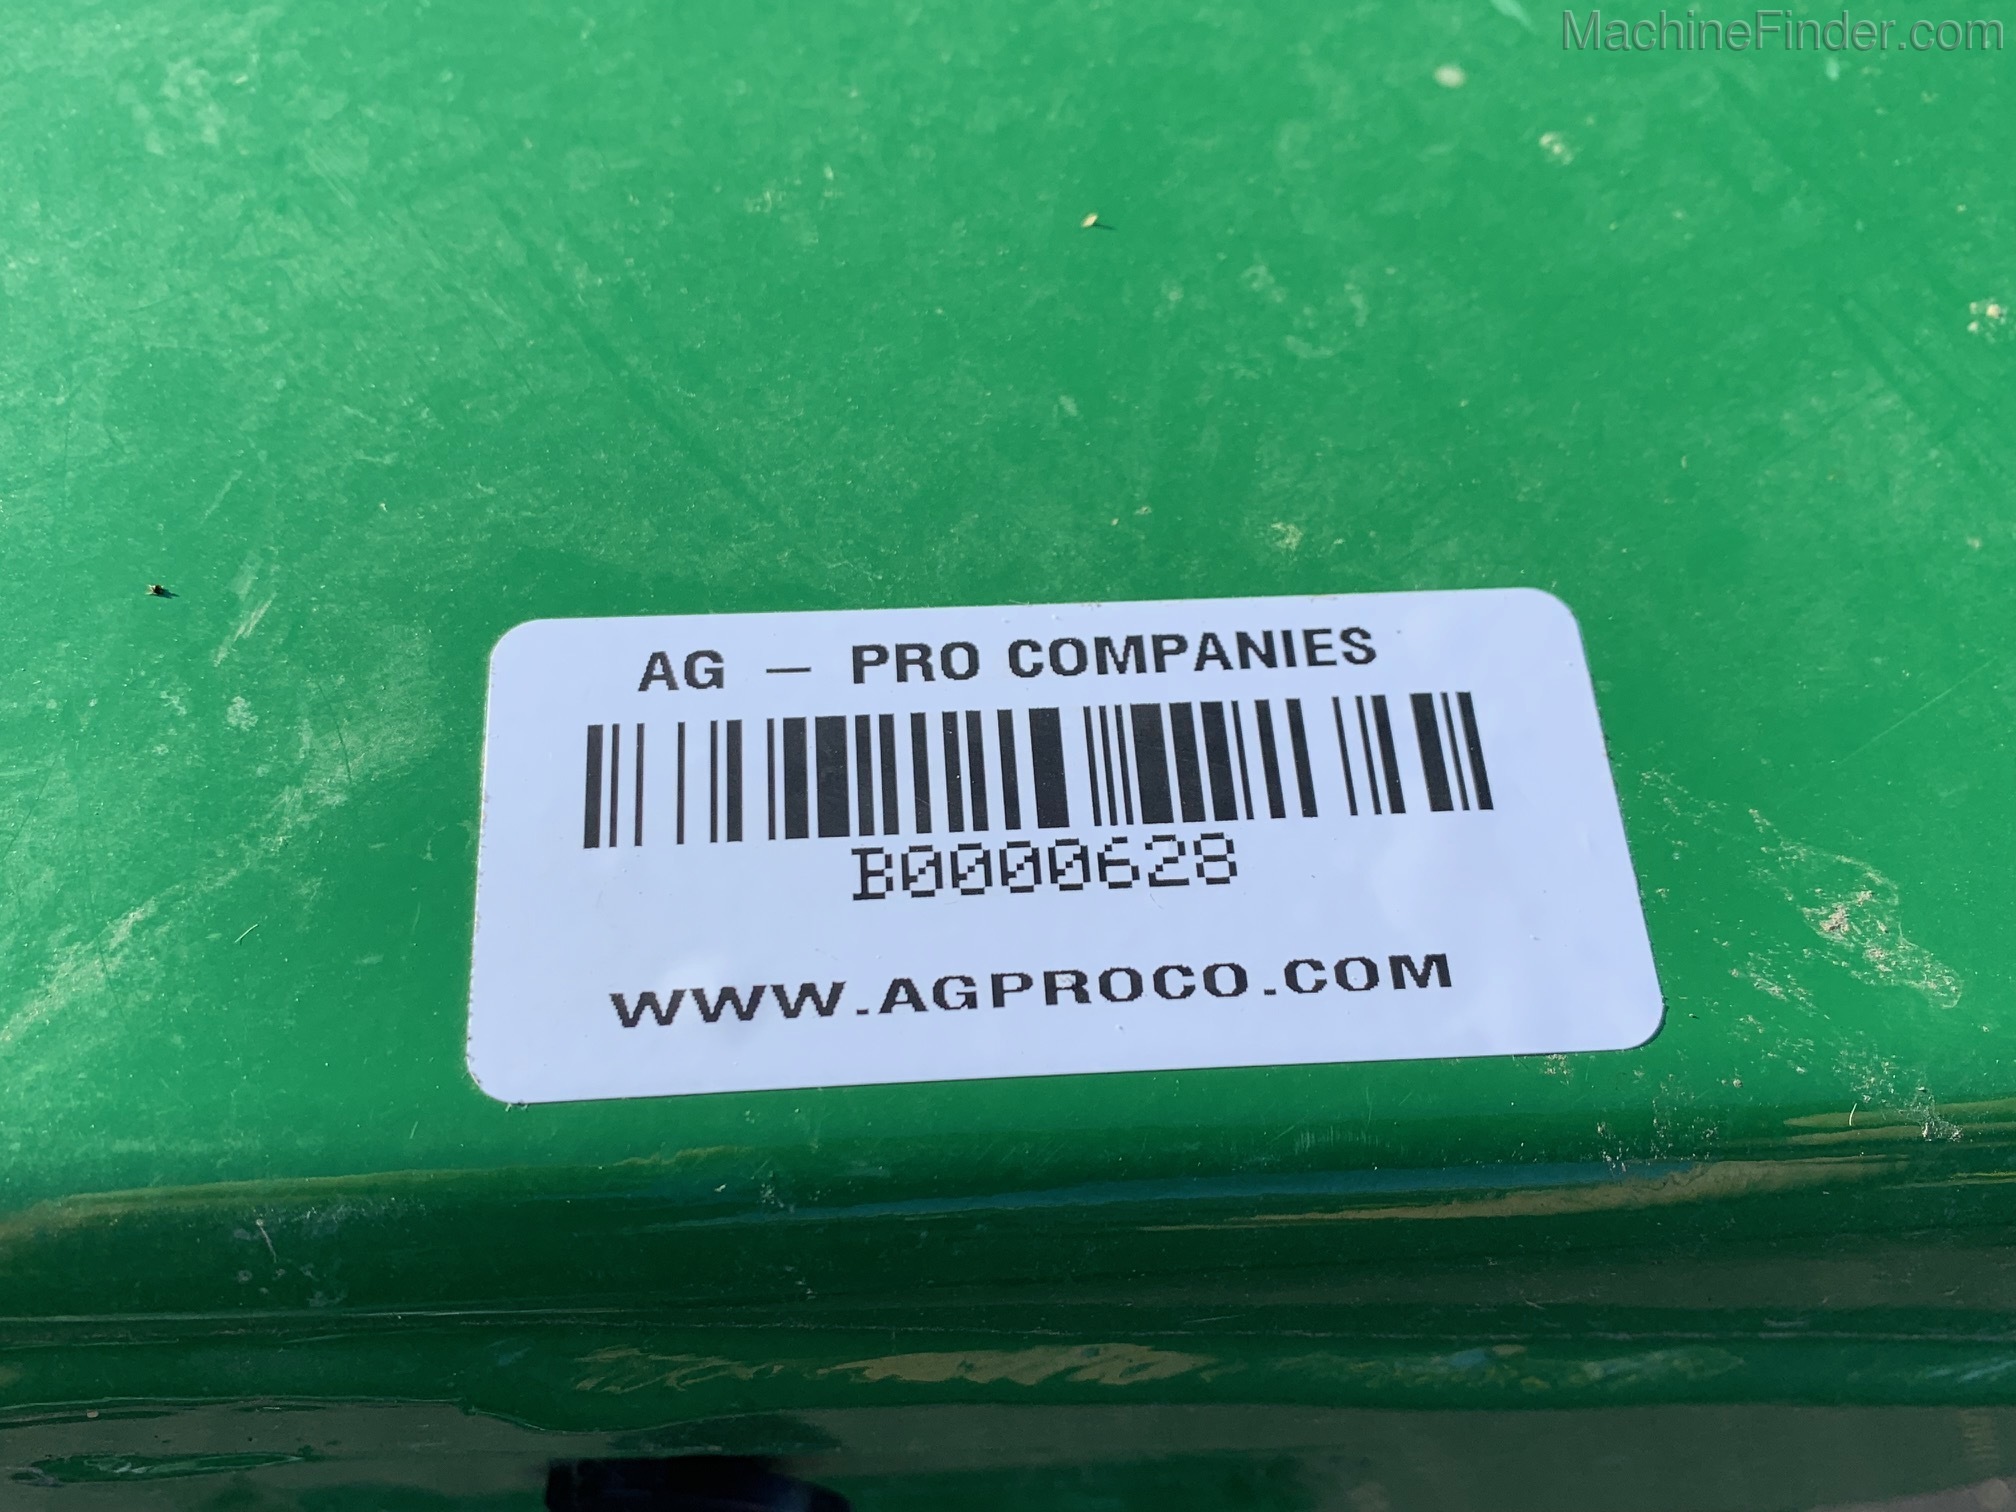 MachineFinder.com
AG - PRO COMPANIES
B0000628
WWW.AGPROCO.COM